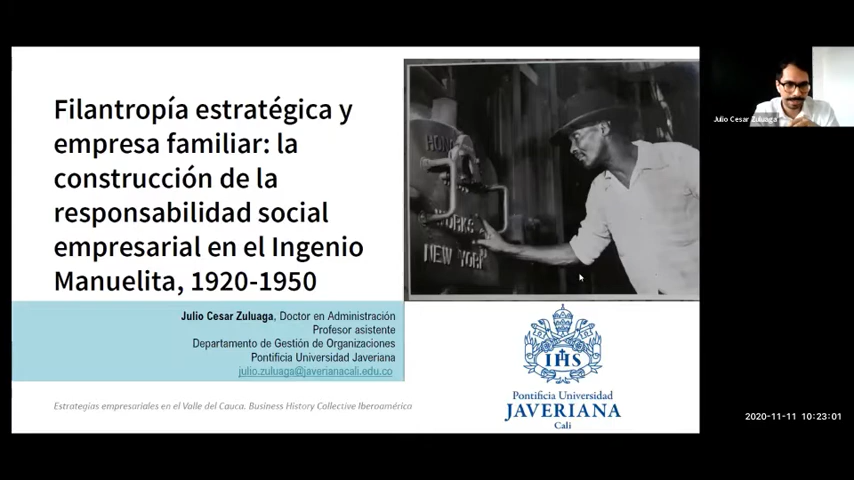 Filantropía estratégica y
empresa familiar: la
construcción de la
responsabilidad social
empresarial en el Ingenio
Manuelita, 1920-1950
Julio Cesar Zuluaga, Doctor en Administración
Profesor asistente
Departamento de Gestión de Organizaciones
Pontificia Universidad Javeriana
julio.zuluaga@javerianacali.edu.co
Estrategias empresariales en el Valle del Cauca. Business History Collective Iberoamérica
HON
WORKS
NEW YORK
IHS
Pontificia Universidad
JAVERIANA
Cali
Julio Cesar Zuluaga
2020-11-11 10:23:01